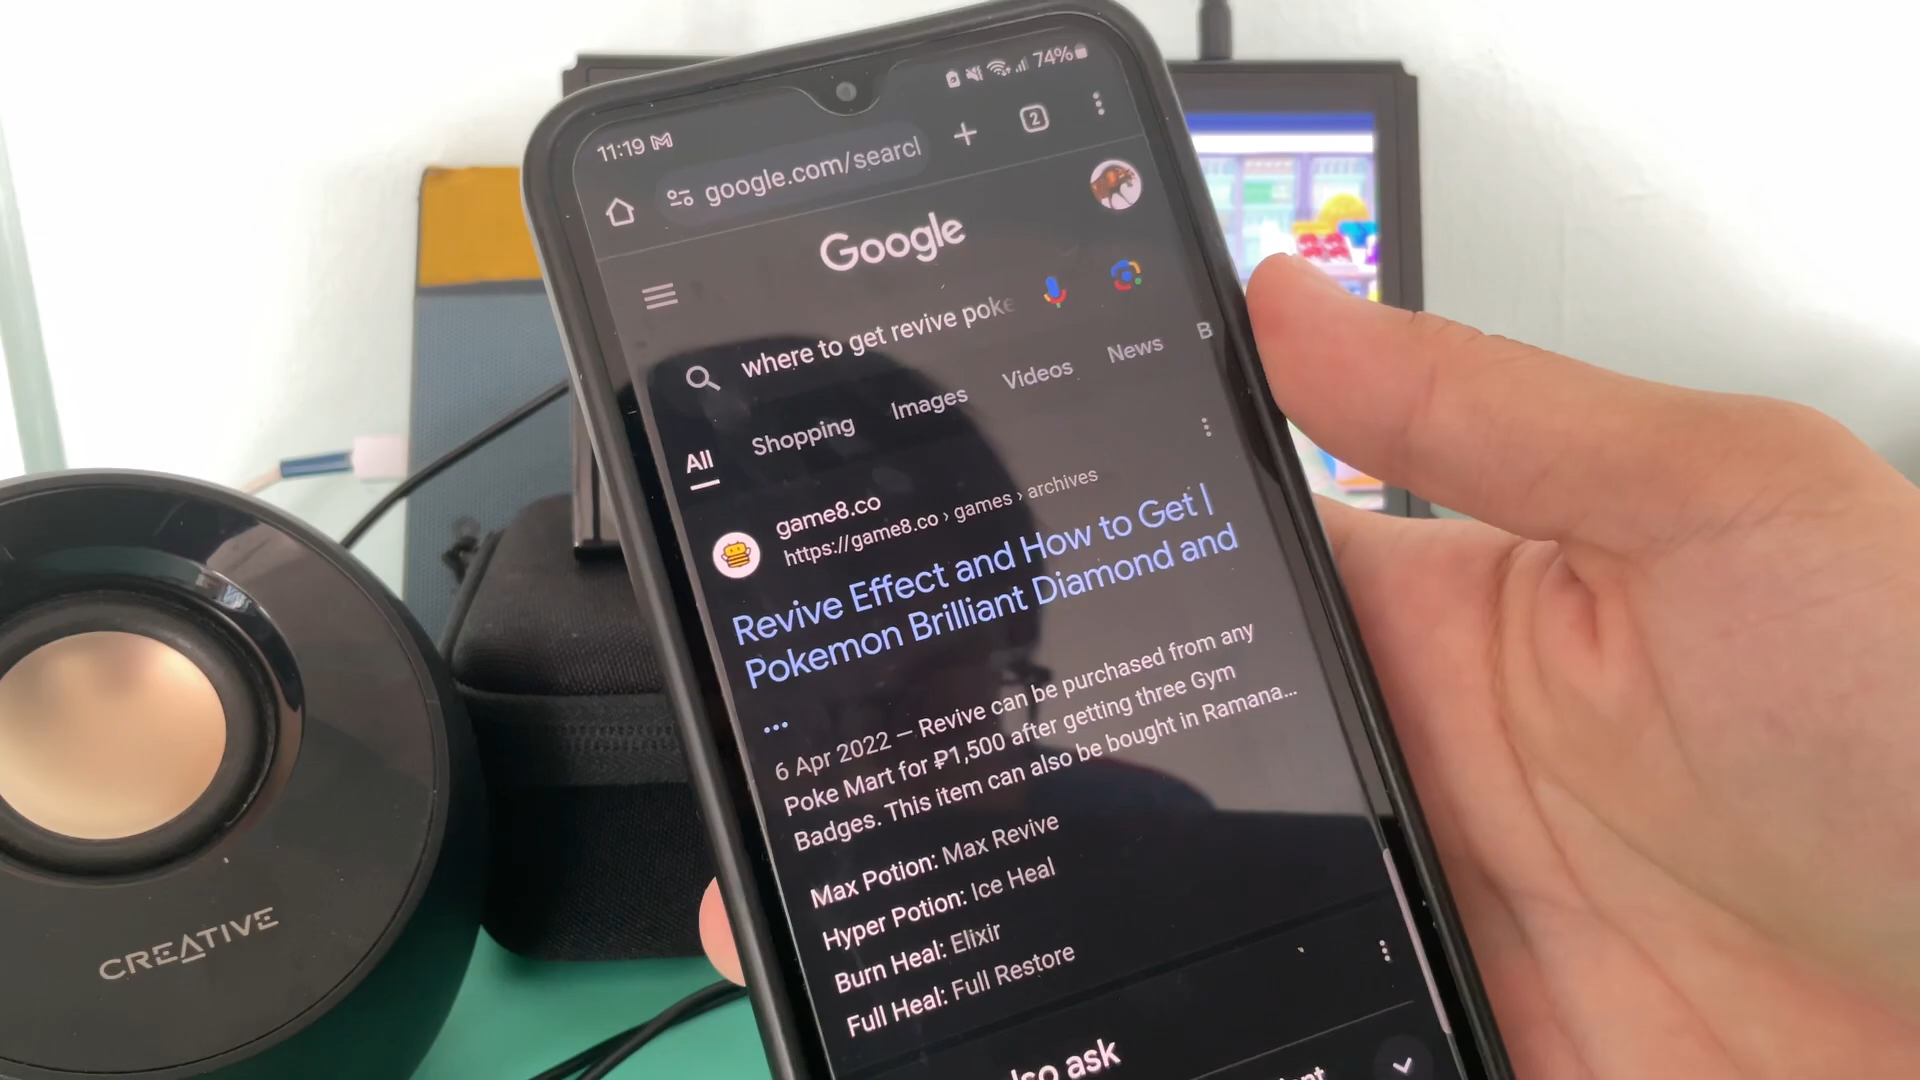 11:19
74%
google.com/search
2
Google
where to get revive poke
All Shopping Images Videos News B
game8.co
https://game8.co › games › archives
Revive Effect and How to Get |
Pokemon Brilliant Diamond and
...
6 Apr 2022 — Revive can be purchased from any
Poke Mart for ₽1,500 after getting three Gym
Badges. This item can also be bought in Ramana...
Max Potion: Max Revive
Hyper Potion: Ice Heal
Burn Heal: Elixir
Full Heal: Full Restore
lso ask
nt
CREATIVE